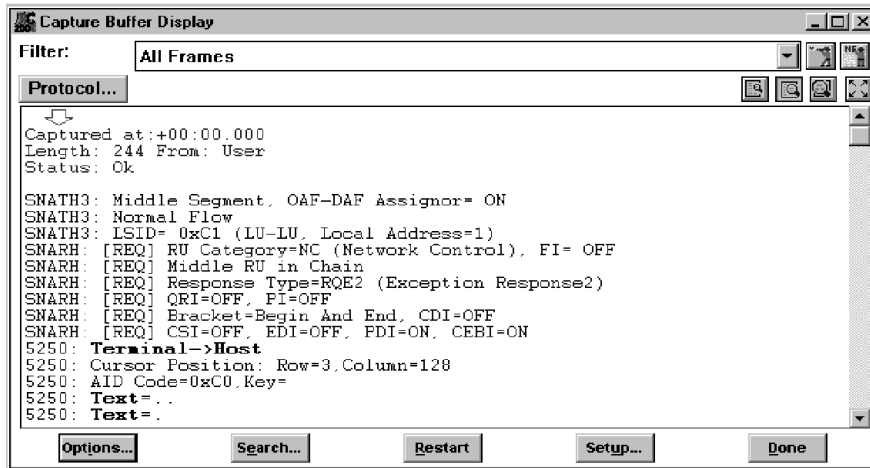 Capture Buffer Display
Filter:
All Frames
Protocol...
Captured at:+00:00.000
Length: 244 From: User
Status: Ok
SNATH3: Middle Segment, OAF-DAF Assignor= ON
SNATH3: Normal Flow
SNATH3: LSID= 0xC1 (LU-LU, Local Address=1)
SNARH: [REQ] RU Category=NC (Network Control), FI= OFF
SNARH: [REQ] Middle RU in Chain
SNARH: [REQ] Response Type=RQE2 (Exception Response2)
SNARH: [REQ] QRI=OFF, PI=OFF
SNARH: [REQ] Bracket=Begin And End, CDI=OFF
SNARH: [REQ] CSI=OFF, EDI=OFF, PDI=ON, CEBI=ON
5250: Terminal->Host
5250: Cursor Position: Row=3,Column=128
5250: AID Code=0xC0,Key=
5250: Text=..
5250: Text=.
Options...
Search...
Restart
Setup...
Done